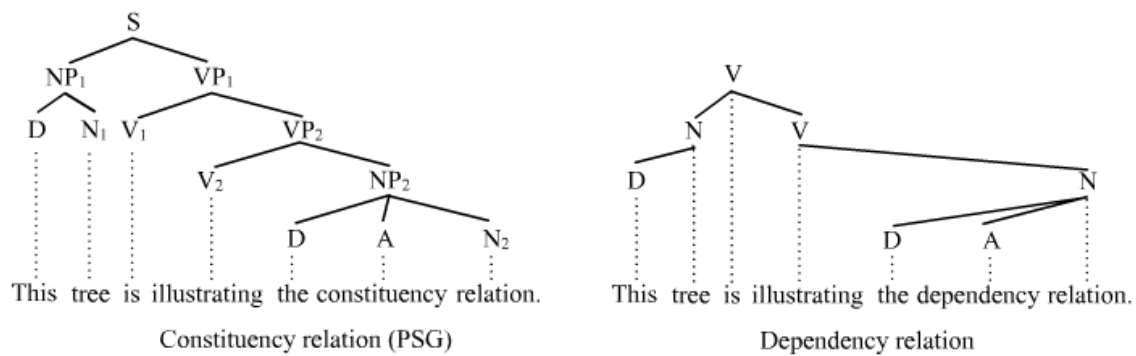 S
NP₁ VP₁
D N₁ V₁ VP₂
V₂ NP₂
D A N₂
This tree is illustrating the constituency relation.
Constituency relation (PSG)
V
N V
D N
D A
This tree is illustrating the dependency relation.
Dependency relation